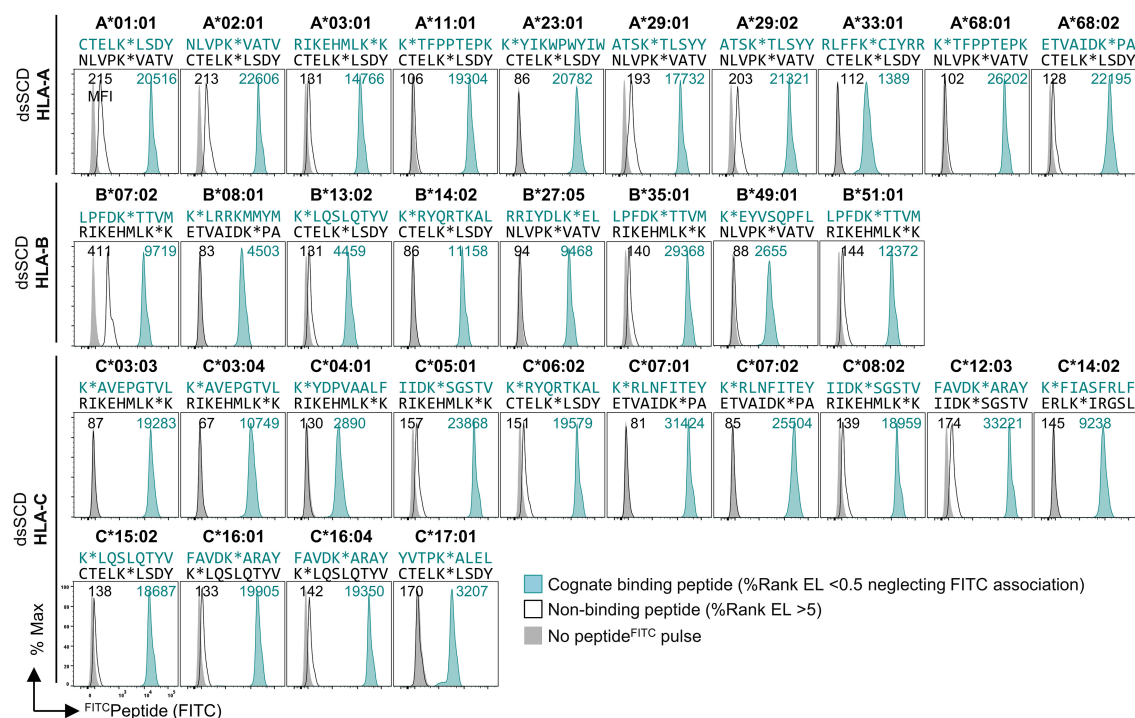 A*01:01 A*02:01 A*03:01 A*11:01 A*23:01 A*29:01 A*29:02 A*33:01 A*68:01 A*68:02
CTELK*LSDY NLVPK*VATV RIKEHMLK*K K*TFPPTEPK K*YIKWPWYIW ATSK*TLSYY ATSK*TLSYY RLFFK*CIYRR K*TFPPTEPK ETVAIDK*PA
NLVPK*VATV CTELK*LSDY CTELK*LSDY CTELK*LSDY CTELK*LSDY NLVPK*VATV NLVPK*VATV CTELK*LSDY NLVPK*VATV CTELK*LSDY
215 20516 213 22606 131 14766 106 19304 86 20782 193 17732 203 21321 112 1389 102 26202 128 22195
MFI
dsSCD
HLA-A
B*07:02 B*08:01 B*13:02 B*14:02 B*27:05 B*35:01 B*49:01 B*51:01
LPFDK*TTVM K*LRRKMMYM K*LQSLQTYV K*RYQRTKAL RRIYDLK*EL LPFDK*TTVM K*EYVSQPFL LPFDK*TTVM
RIKEHMLK*K ETVAIDK*PA CTELK*LSDY CTELK*LSDY NLVPK*VATV RIKEHMLK*K NLVPK*VATV RIKEHMLK*K
411 9719 83 4503 131 4459 86 11158 94 9468 140 29368 88 2655 144 12372
dsSCD
HLA-B
C*03:03 C*03:04 C*04:01 C*05:01 C*06:02 C*07:01 C*07:02 C*08:02 C*12:03 C*14:02
K*AVEPGTVL K*AVEPGTVL K*YDPVAALF IIDK*SGSTV K*RYQRTKAL K*RLNFITEY K*RLNFITEY IIDK*SGSTV FAVDK*ARAY K*FIASFRLF
RIKEHMLK*K RIKEHMLK*K RIKEHMLK*K RIKEHMLK*K CTELK*LSDY ETVAIDK*PA ETVAIDK*PA RIKEHMLK*K IIDK*SGSTV ERLK*IRGSL
87 19283 67 10749 130 2890 157 23868 151 19579 81 31424 85 25504 139 18959 174 33221 145 9238
dsSCD
HLA-C
C*15:02 C*16:01 C*16:04 C*17:01
K*LQSLQTYV FAVDK*ARAY FAVDK*ARAY YVTPK*ALEL
CTELK*LSDY K*LQSLQTYV K*LQSLQTYV CTELK*LSDY
138 18687 133 19905 142 19350 170 3207
100
80
60
40
20
0
0 10³ 10⁴ 10⁵
% Max
FITCPeptide (FITC)
Cognate binding peptide (%Rank EL <0.5 neglecting FITC association)
Non-binding peptide (%Rank EL >5)
No peptideFITC pulse